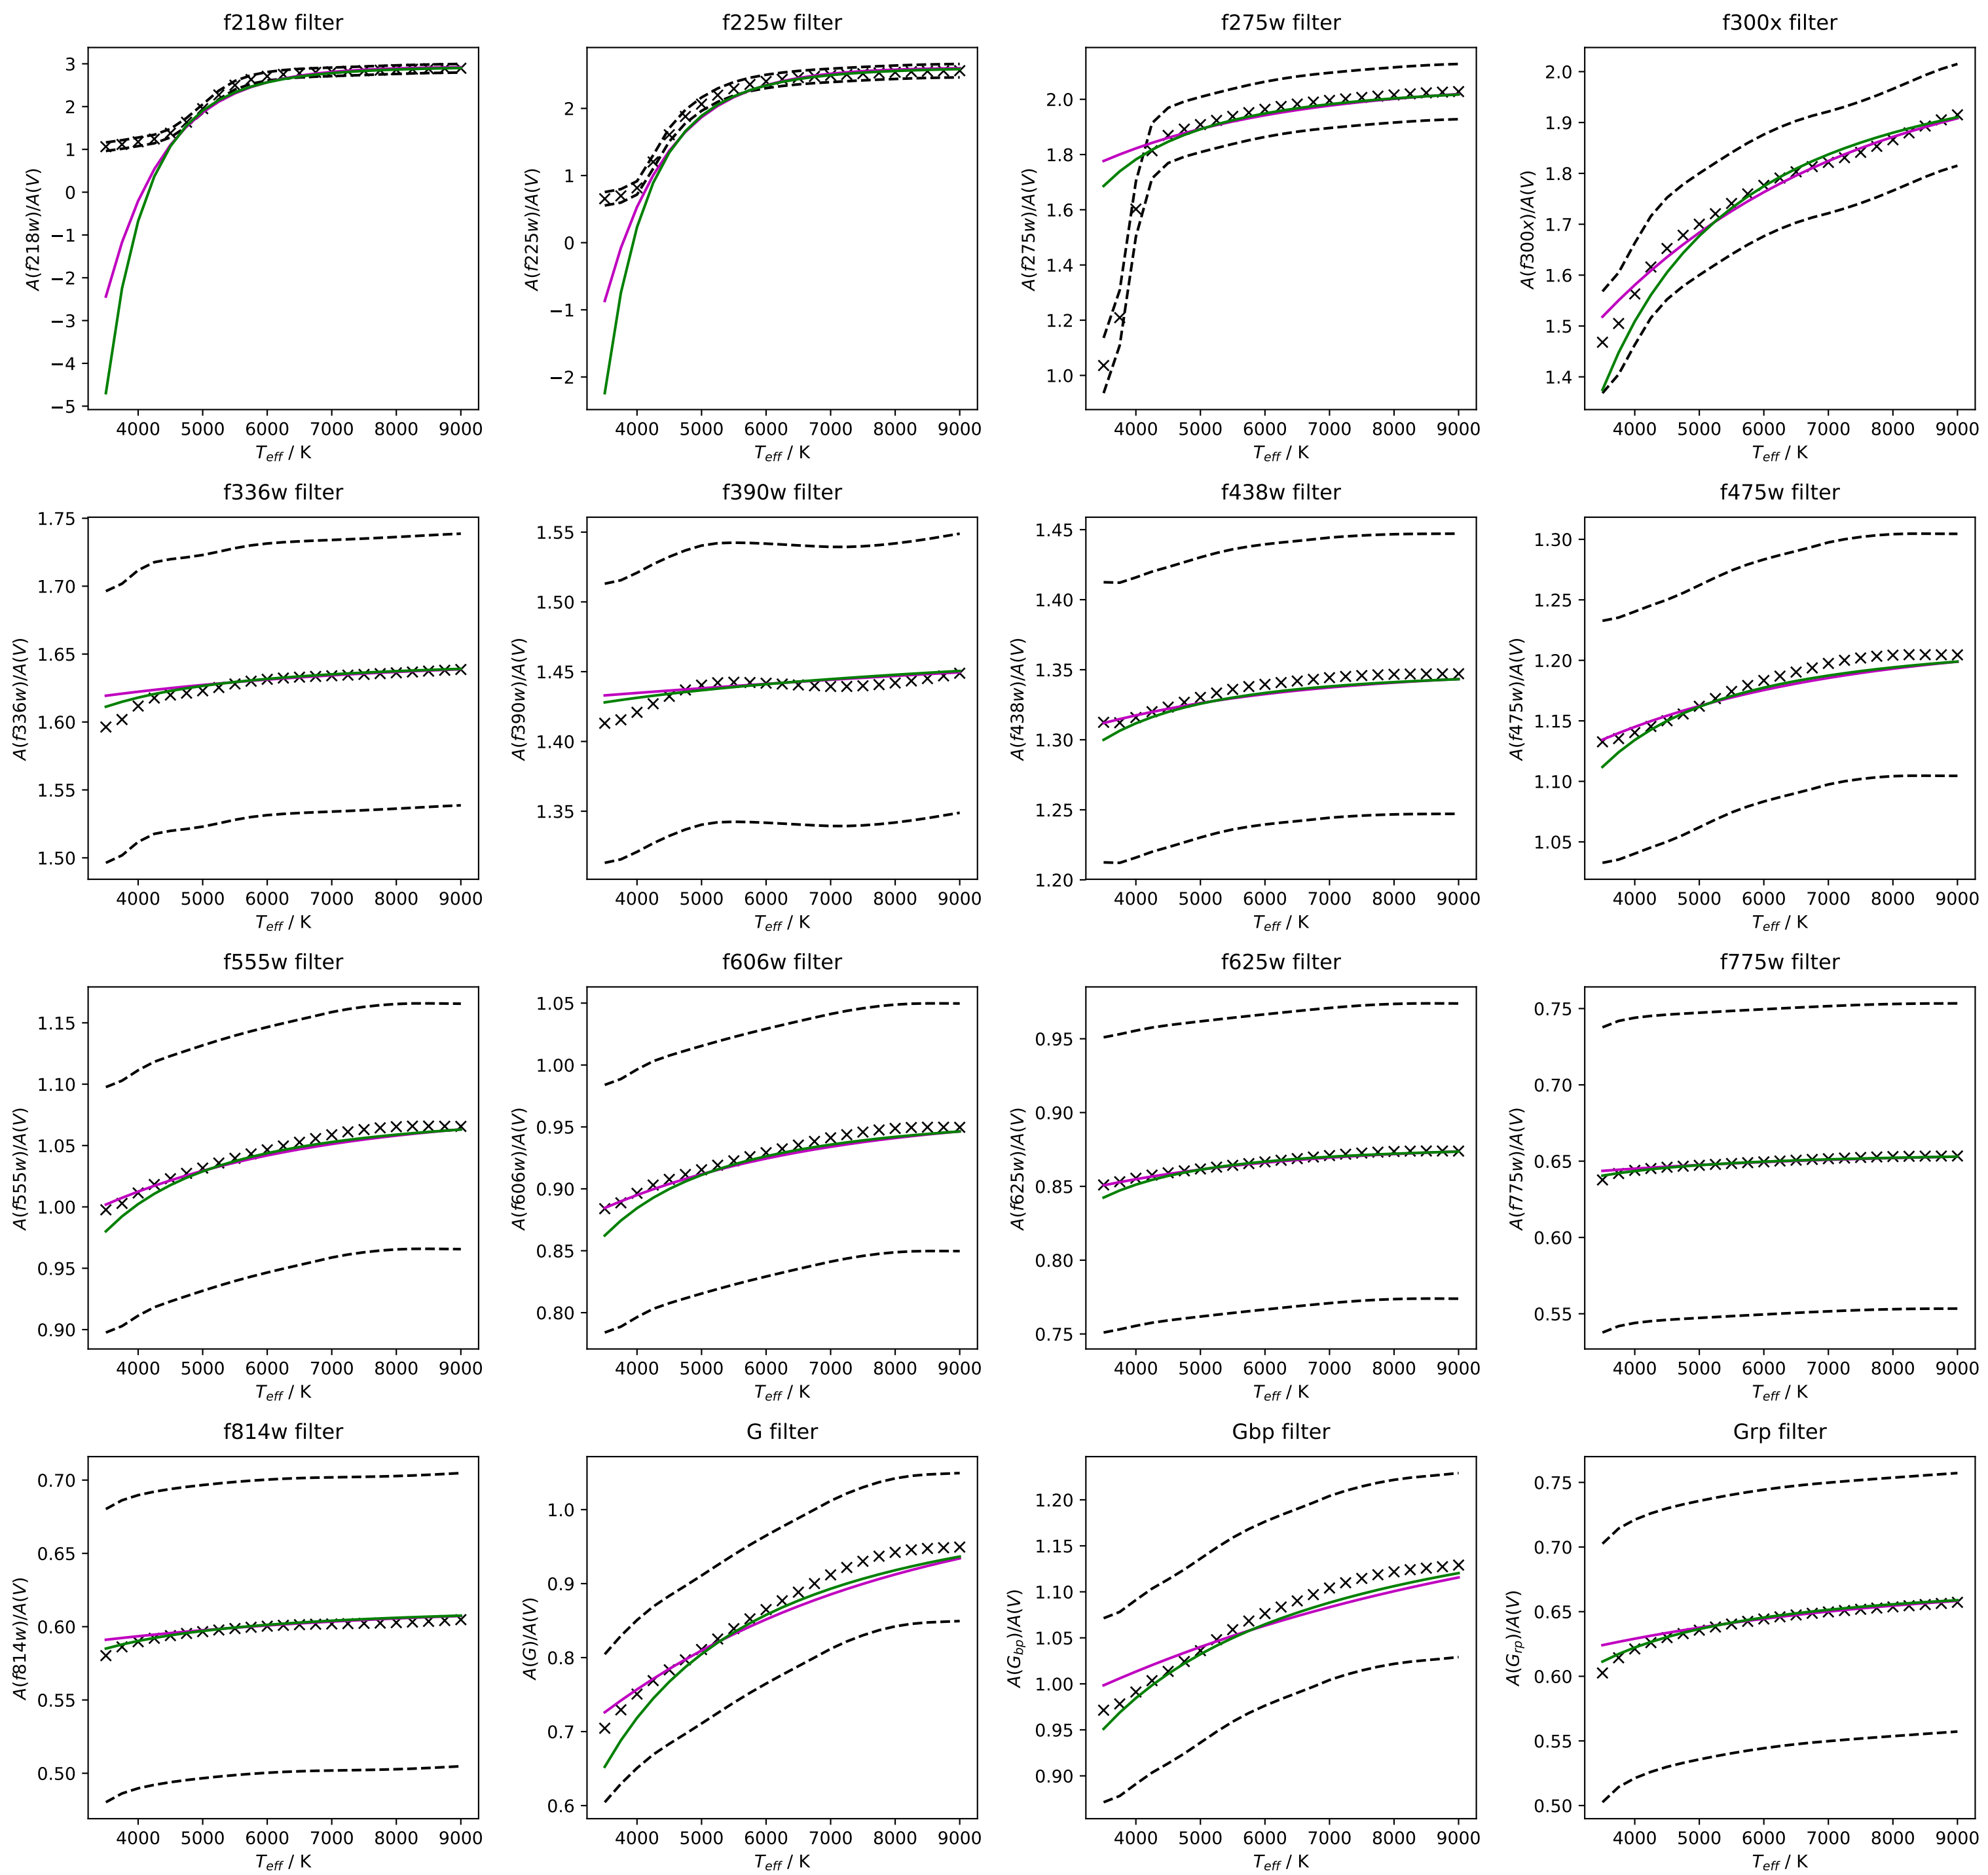 f218w filter
f225w filter
f275w filter
f300x filter
A(f218w)/A(V)
3
2
1
0
−1
−2
−3
−4
−5
4000 5000 6000 7000 8000 9000
T_eff / K
A(f225w)/A(V)
2
1
0
−1
−2
4000 5000 6000 7000 8000 9000
T_eff / K
A(f275w)/A(V)
2.0
1.8
1.6
1.4
1.2
1.0
4000 5000 6000 7000 8000 9000
T_eff / K
A(f300x)/A(V)
2.0
1.9
1.8
1.7
1.6
1.5
1.4
4000 5000 6000 7000 8000 9000
T_eff / K
f336w filter
f390w filter
f438w filter
f475w filter
A(f336w)/A(V)
1.75
1.70
1.65
1.60
1.55
1.50
4000 5000 6000 7000 8000 9000
T_eff / K
A(f390w)/A(V)
1.55
1.50
1.45
1.40
1.35
4000 5000 6000 7000 8000 9000
T_eff / K
A(f438w)/A(V)
1.45
1.40
1.35
1.30
1.25
1.20
4000 5000 6000 7000 8000 9000
T_eff / K
A(f475w)/A(V)
1.30
1.25
1.20
1.15
1.10
1.05
4000 5000 6000 7000 8000 9000
T_eff / K
f555w filter
f606w filter
f625w filter
f775w filter
A(f555w)/A(V)
1.15
1.10
1.05
1.00
0.95
0.90
4000 5000 6000 7000 8000 9000
T_eff / K
A(f606w)/A(V)
1.05
1.00
0.95
0.90
0.85
0.80
4000 5000 6000 7000 8000 9000
T_eff / K
A(f625w)/A(V)
0.95
0.90
0.85
0.80
0.75
4000 5000 6000 7000 8000 9000
T_eff / K
A(f775w)/A(V)
0.75
0.70
0.65
0.60
0.55
4000 5000 6000 7000 8000 9000
T_eff / K
f814w filter
G filter
Gbp filter
Grp filter
A(f814w)/A(V)
0.70
0.65
0.60
0.55
0.50
4000 5000 6000 7000 8000 9000
T_eff / K
A(G)/A(V)
1.0
0.9
0.8
0.7
0.6
4000 5000 6000 7000 8000 9000
T_eff / K
A(G_bp)/A(V)
1.20
1.15
1.10
1.05
1.00
0.95
0.90
4000 5000 6000 7000 8000 9000
T_eff / K
A(G_rp)/A(V)
0.75
0.70
0.65
0.60
0.55
0.50
4000 5000 6000 7000 8000 9000
T_eff / K